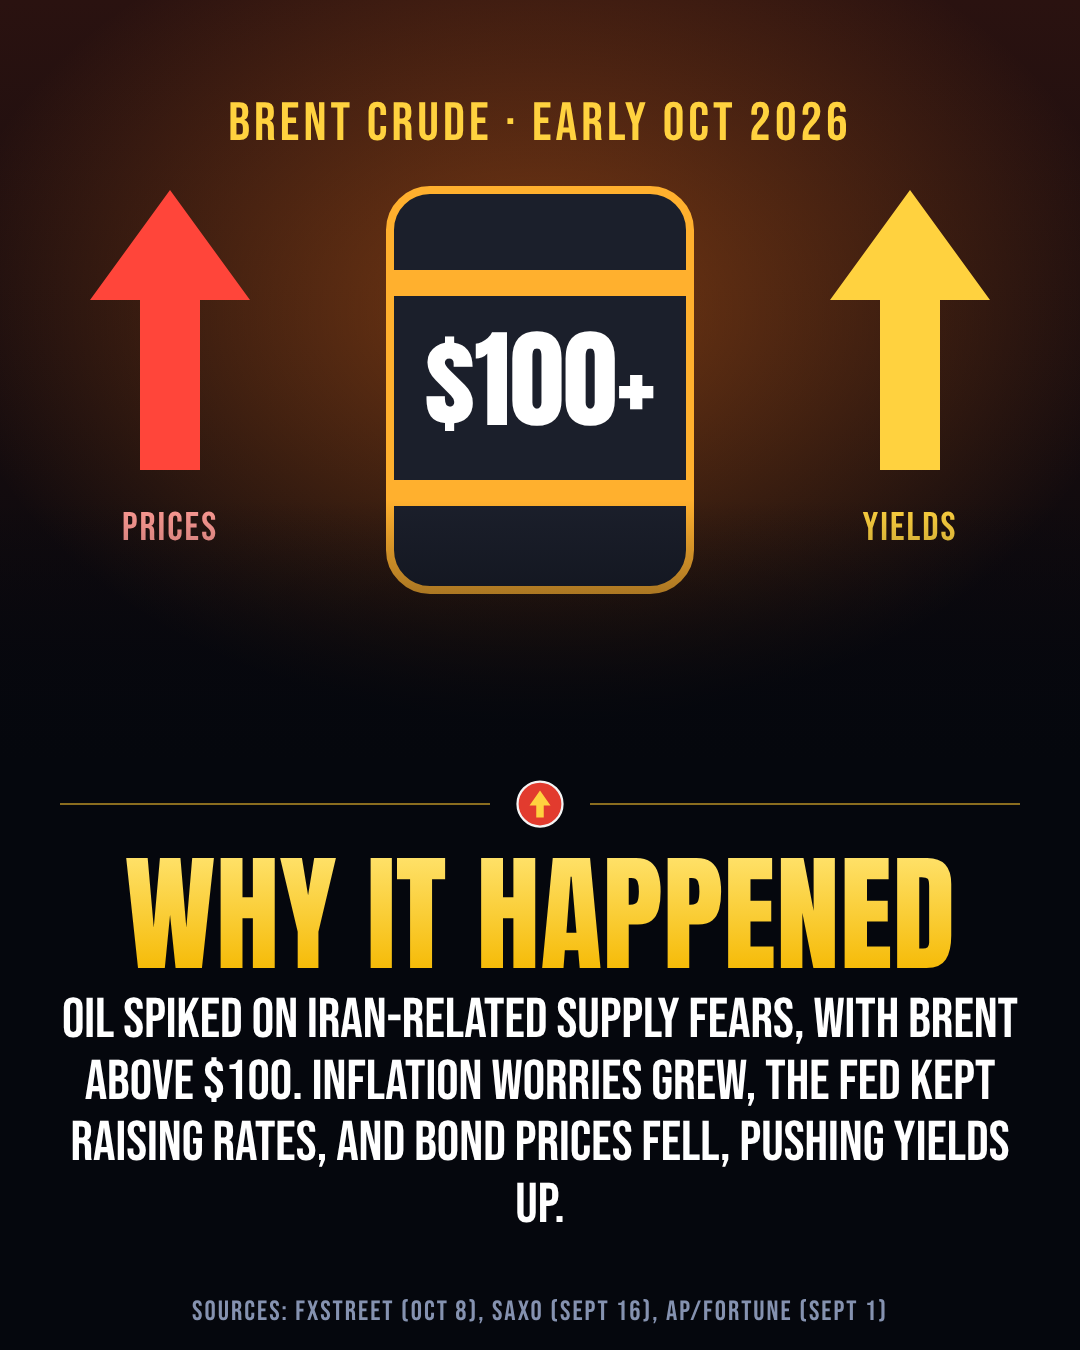 BRENT CRUDE · EARLY OCT 2026
$100+
PRICES
YIELDS
WHY IT HAPPENED
OIL SPIKED ON IRAN-RELATED SUPPLY FEARS, WITH BRENT
ABOVE $100. INFLATION WORRIES GREW, THE FED KEPT
RAISING RATES, AND BOND PRICES FELL, PUSHING YIELDS
UP.
SOURCES: FXSTREET (OCT 8), SAXO (SEPT 16), AP/FORTUNE (SEPT 1)